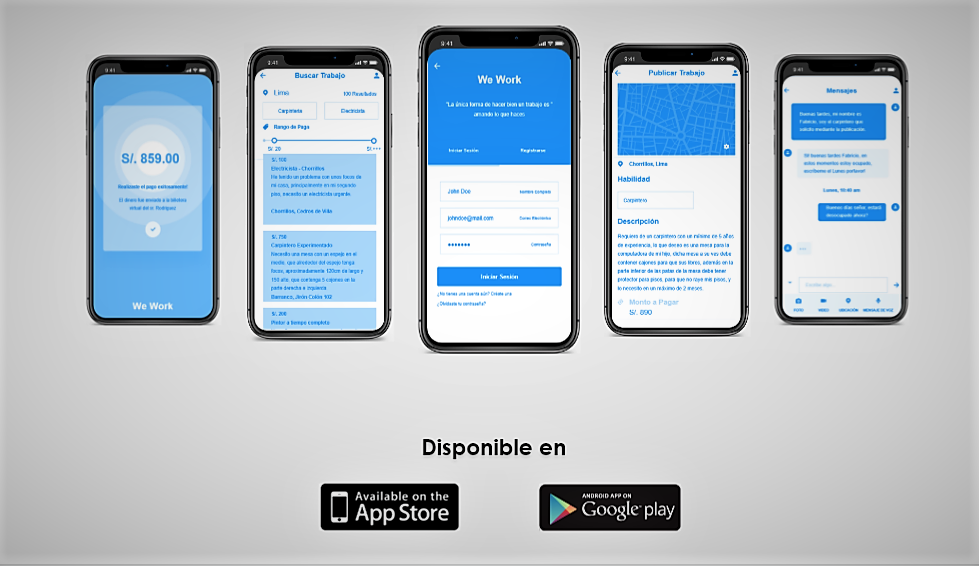 9:41
S/. 859.00
Realizado el pago exitosamente!
El dinero fue enviado a la billetera
virtual del sr. Rodriguez
We Work
9:41
Buscar Trabajo
Lima
100 Resultados
Carpintería
Electricista
Rango de Pago
S/. 20
S/.
S/. 100
Electricista - Chorrillos
He tenido un problema con unos focos de
mi casa, principalmente en mi segundo
piso, necesito un electricista urgente.
Chorrillos, Cedros de Villa
S/. 750
Carpintero Experimentado
Necesito una mesa con un espejo en el
medio, que alrededor del espejo tenga
focos, aproximadamente 120cm de largo y
150 alto, que contenga 5 cajones en la
parte derecha e izquierda.
Barranco, Jirón Colón 102
S/. 200
Pintor a tiempo completo
9:41
We Work
"La única forma de hacer bien un trabajo es
amando lo que haces
Iniciar Sesión
Registrarse
John Doe
Nombre Completo
johndoe@mail.com
Correo Electrónico
Contraseña
Iniciar Sesión
¿No tienes una cuenta aún? Créate una
¿Olvidaste tu contraseña?
9:41
Publicar Trabajo
Chorrillos, Lima
Habilidad
Carpintero
Descripción
Requiero de un carpintero con un mínimo de 5 años
de experiencia, lo que deseo es una mesa para la
computadora de mi hijo, dicha mesa a su vez debe
contener cajones para que sus libros, además en la
parte inferior de las patas de la mesa debe tener
protector para pisos, para que no raye mis pisos, y
lo necesito en un máximo de 2 meses.
Monto a Pagar
S/. 890
9:41
Mensajes
Buenas tardes, mi nombre es
Fabricio, soy el carpintero que
solicito mediante la publicación.
Mi buenas tardes Fabricio, en
estos momentos estoy ocupado,
escríbeme el Lunes porfavor!
Lunes, 10:40 am
Buenos días señor, estará
desocupado ahora?
Escribe algo...
FOTO
VIDEO
UBICACIÓN
MENSAJE DE VOZ
Disponible en
Available on the
App Store
ANDROID APP ON
Google play